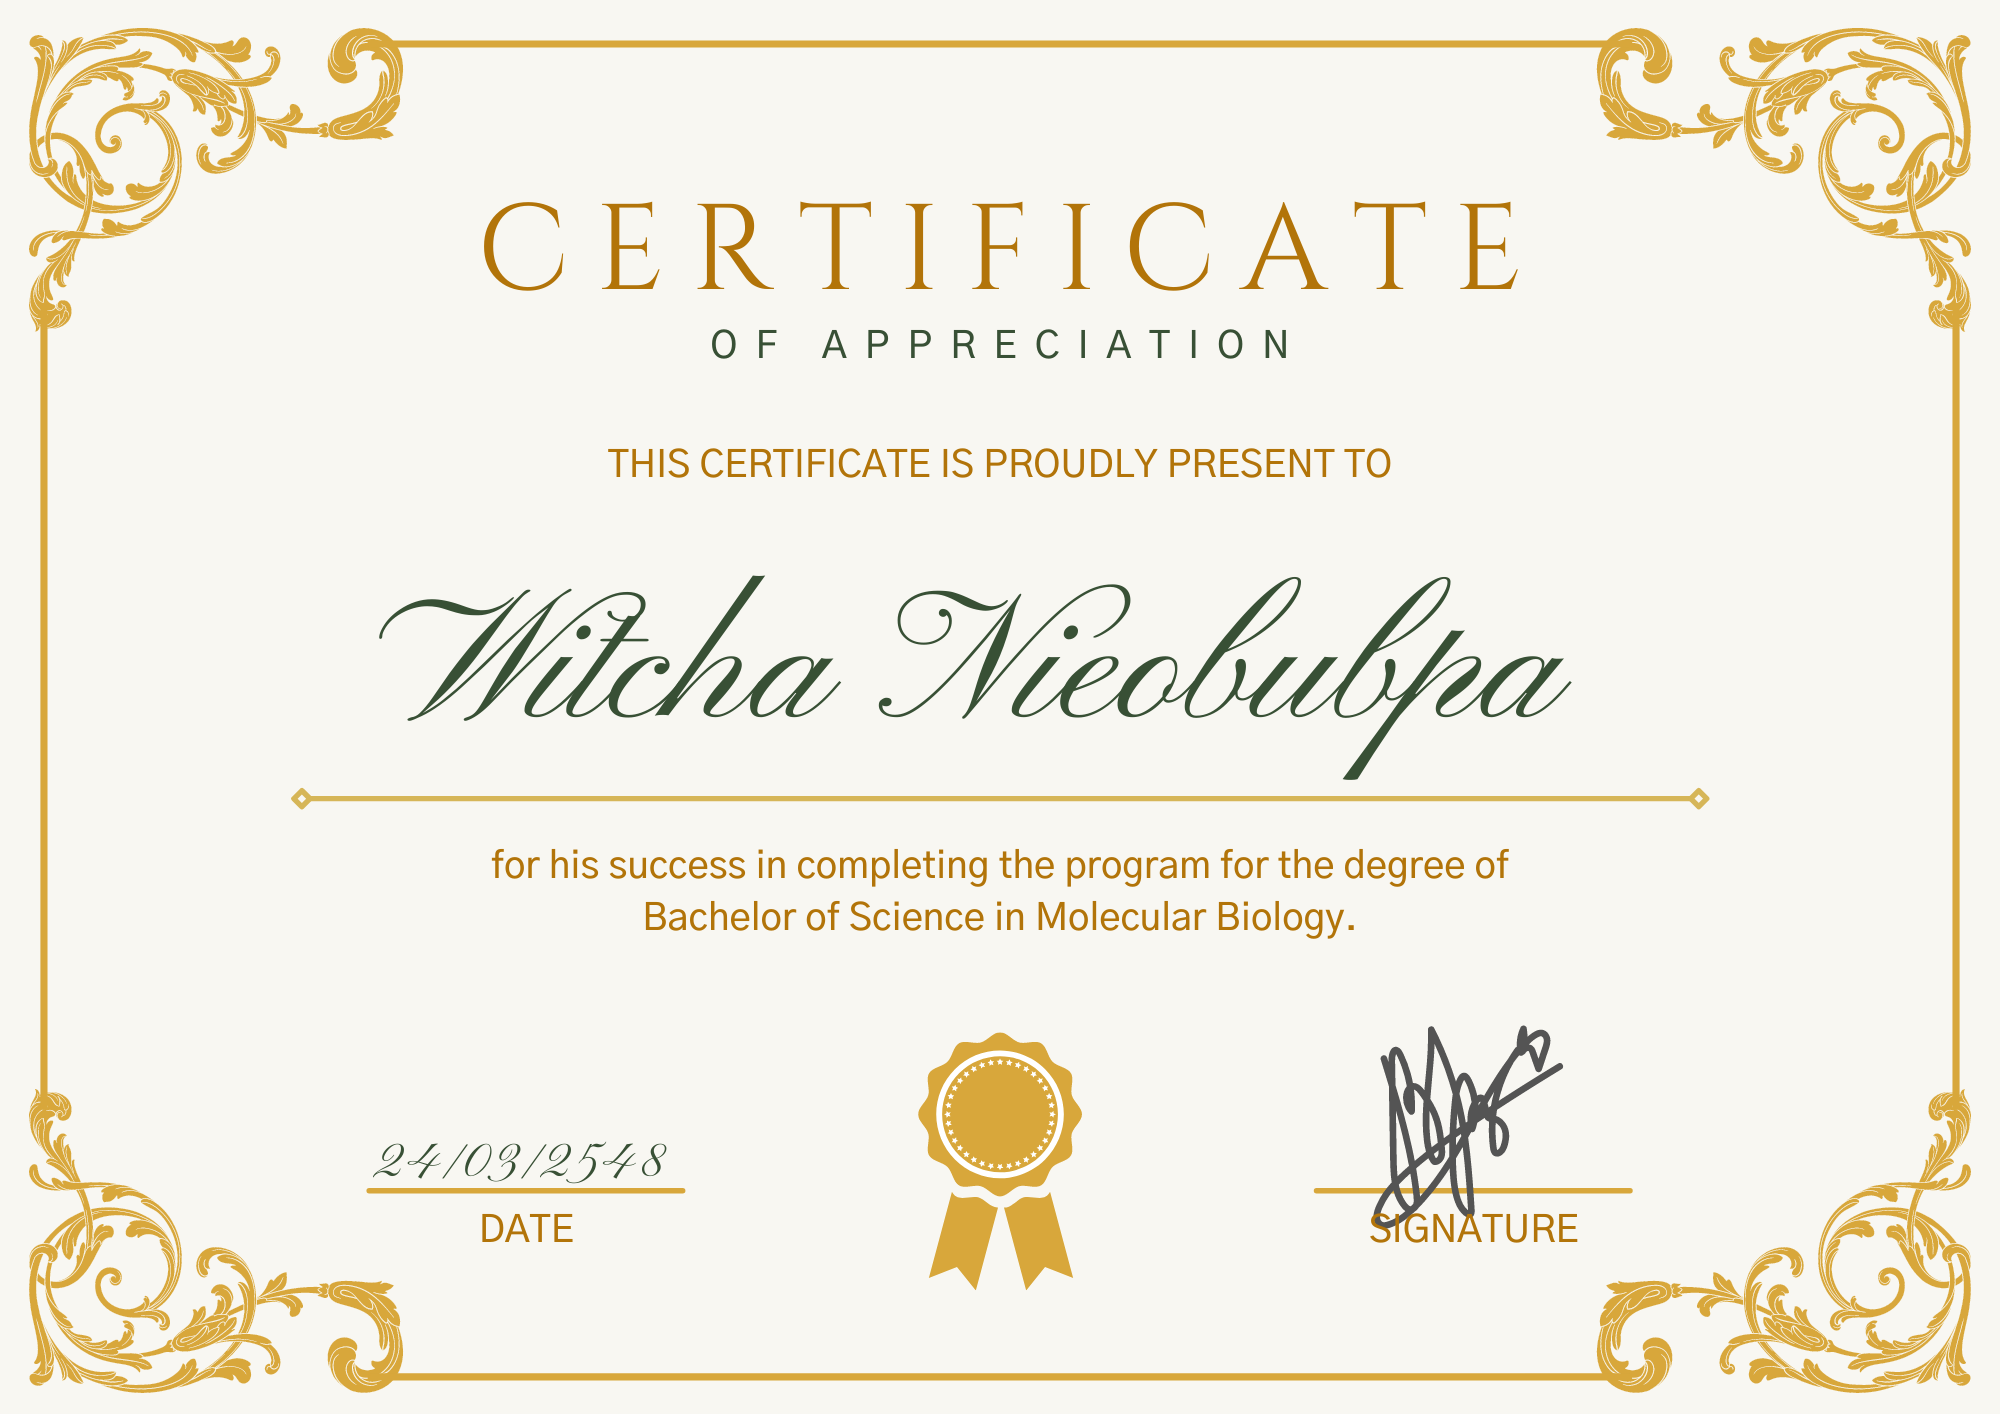 CERTIFICATE
OF APPRECIATION
THIS CERTIFICATE IS PROUDLY PRESENT TO
Witcha Nieobubpa
for his success in completing the program for the degree of
Bachelor of Science in Molecular Biology.
24/03/2548
DATE
SIGNATURE